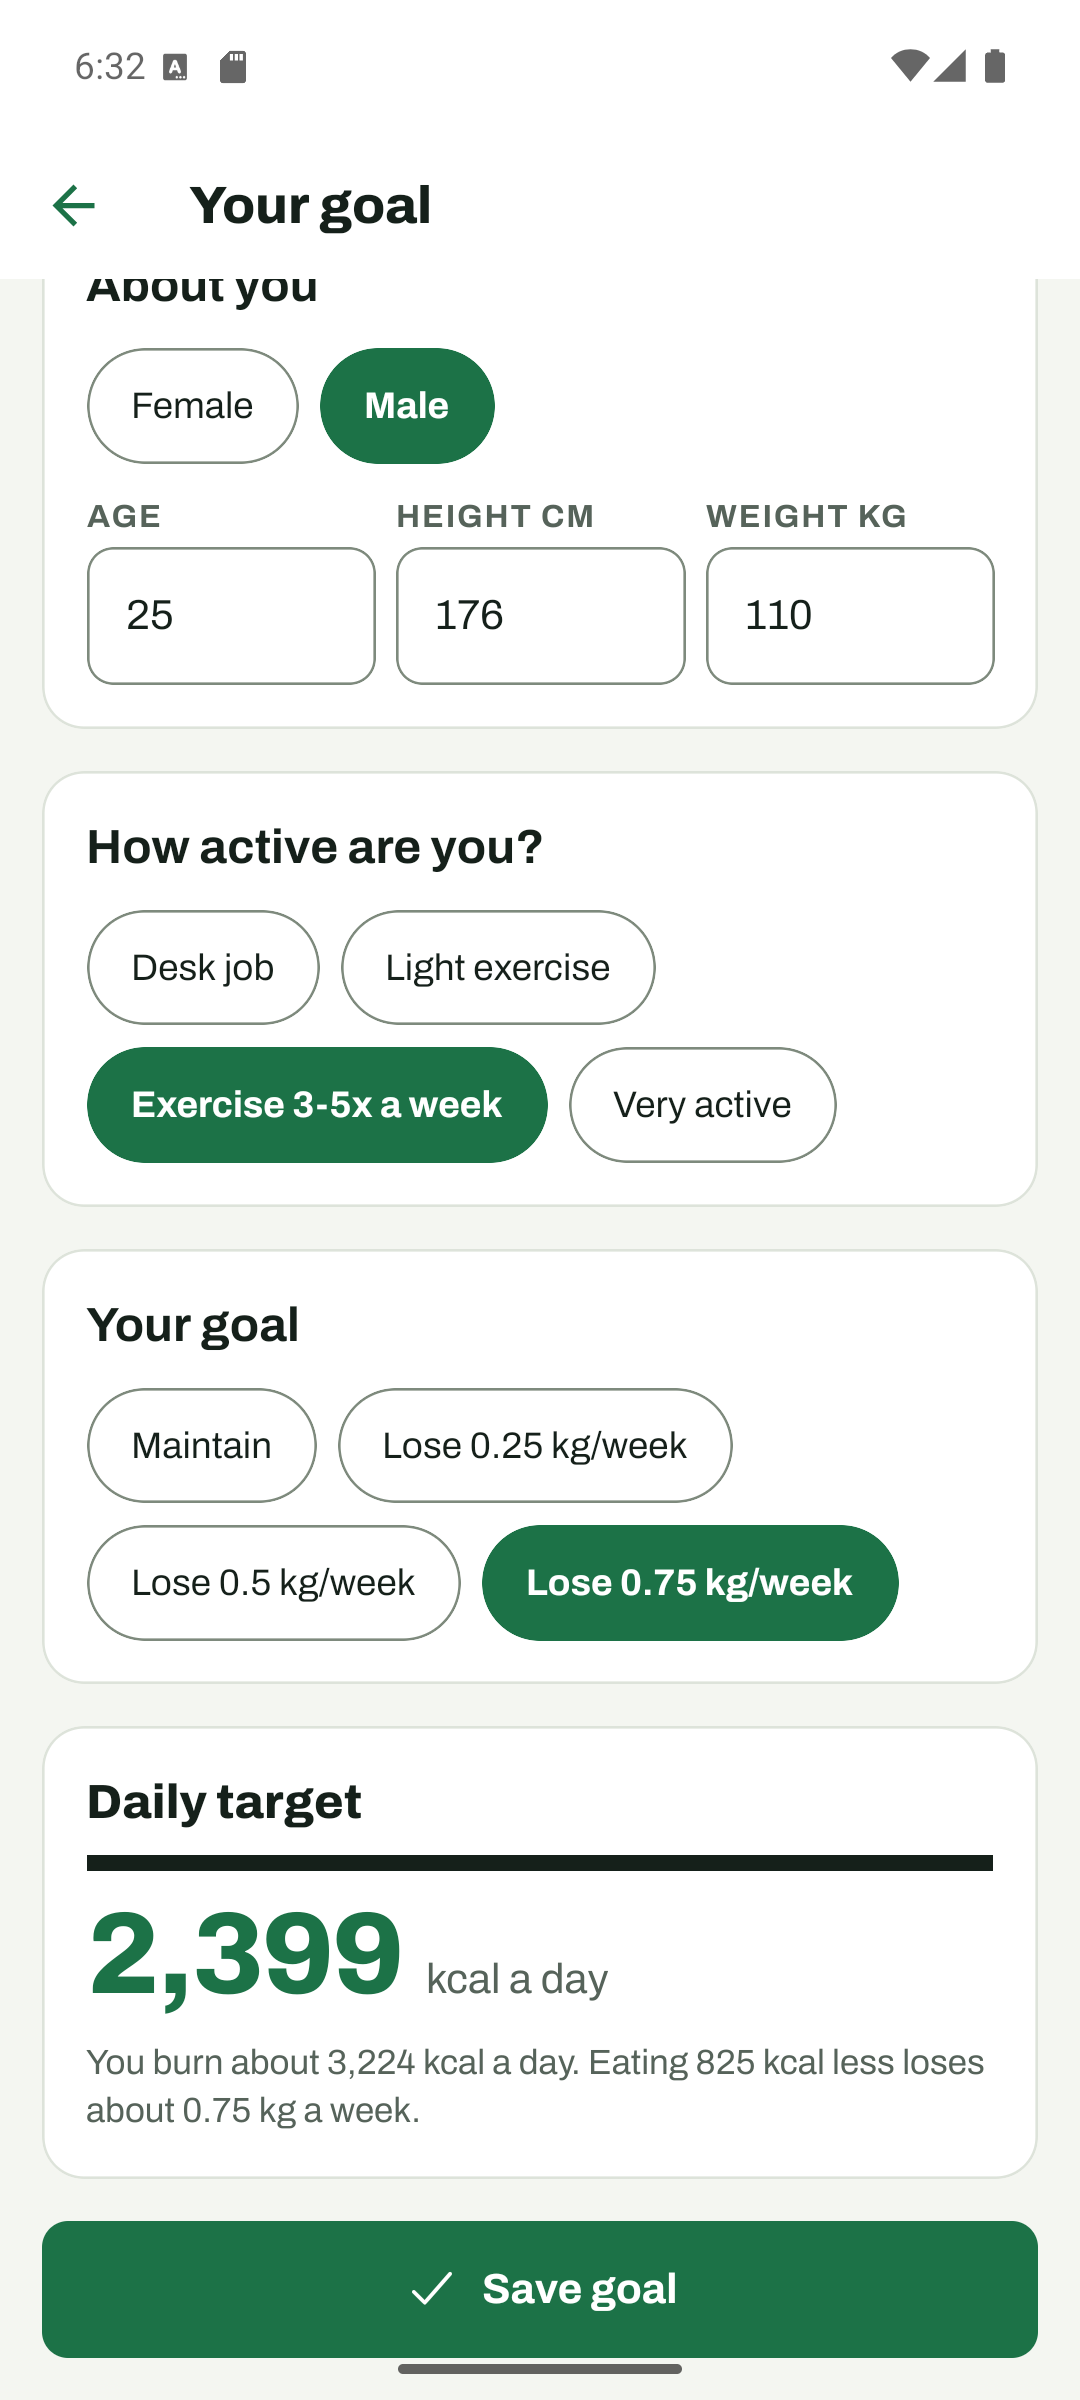 6:32
Your goal
About you
Female
Male
AGE
HEIGHT CM
WEIGHT KG
25
176
110
How active are you?
Desk job
Light exercise
Exercise 3-5x a week
Very active
Your goal
Maintain
Lose 0.25 kg/week
Lose 0.5 kg/week
Lose 0.75 kg/week
Daily target
2,399 kcal a day
You burn about 3,224 kcal a day. Eating 825 kcal less loses
about 0.75 kg a week.
Save goal